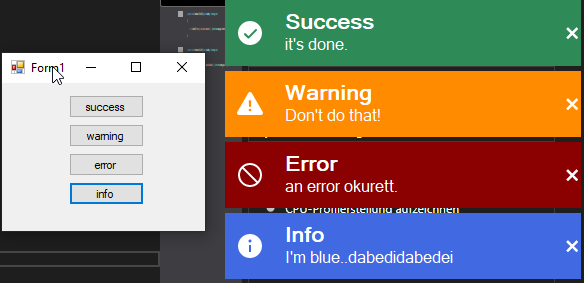 Form1
success
warning
error
info
Success
it's done.
Warning
Don't do that!
Error
an error okurett.
CPU-Profilerstellung aufzeichnen
Info
I'm blue..dabedidabedei